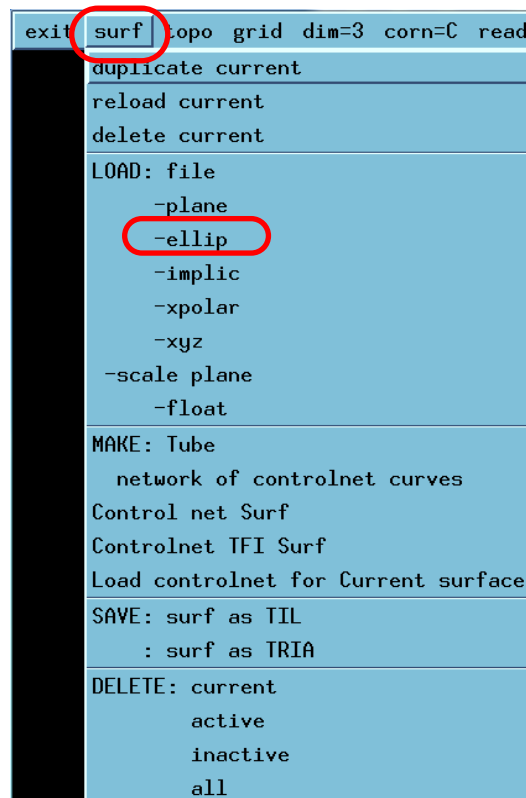 exit surf topo grid dim=3 corn=C read
duplicate current
reload current
delete current
LOAD: file
-plane
-ellip
-implic
-xpolar
-xyz
-scale plane
-float
MAKE: Tube
network of controlnet curves
Control net Surf
Controlnet TFI Surf
Load controlnet for Current surface
SAVE: surf as TIL
: surf as TRIA
DELETE: current
active
inactive
all